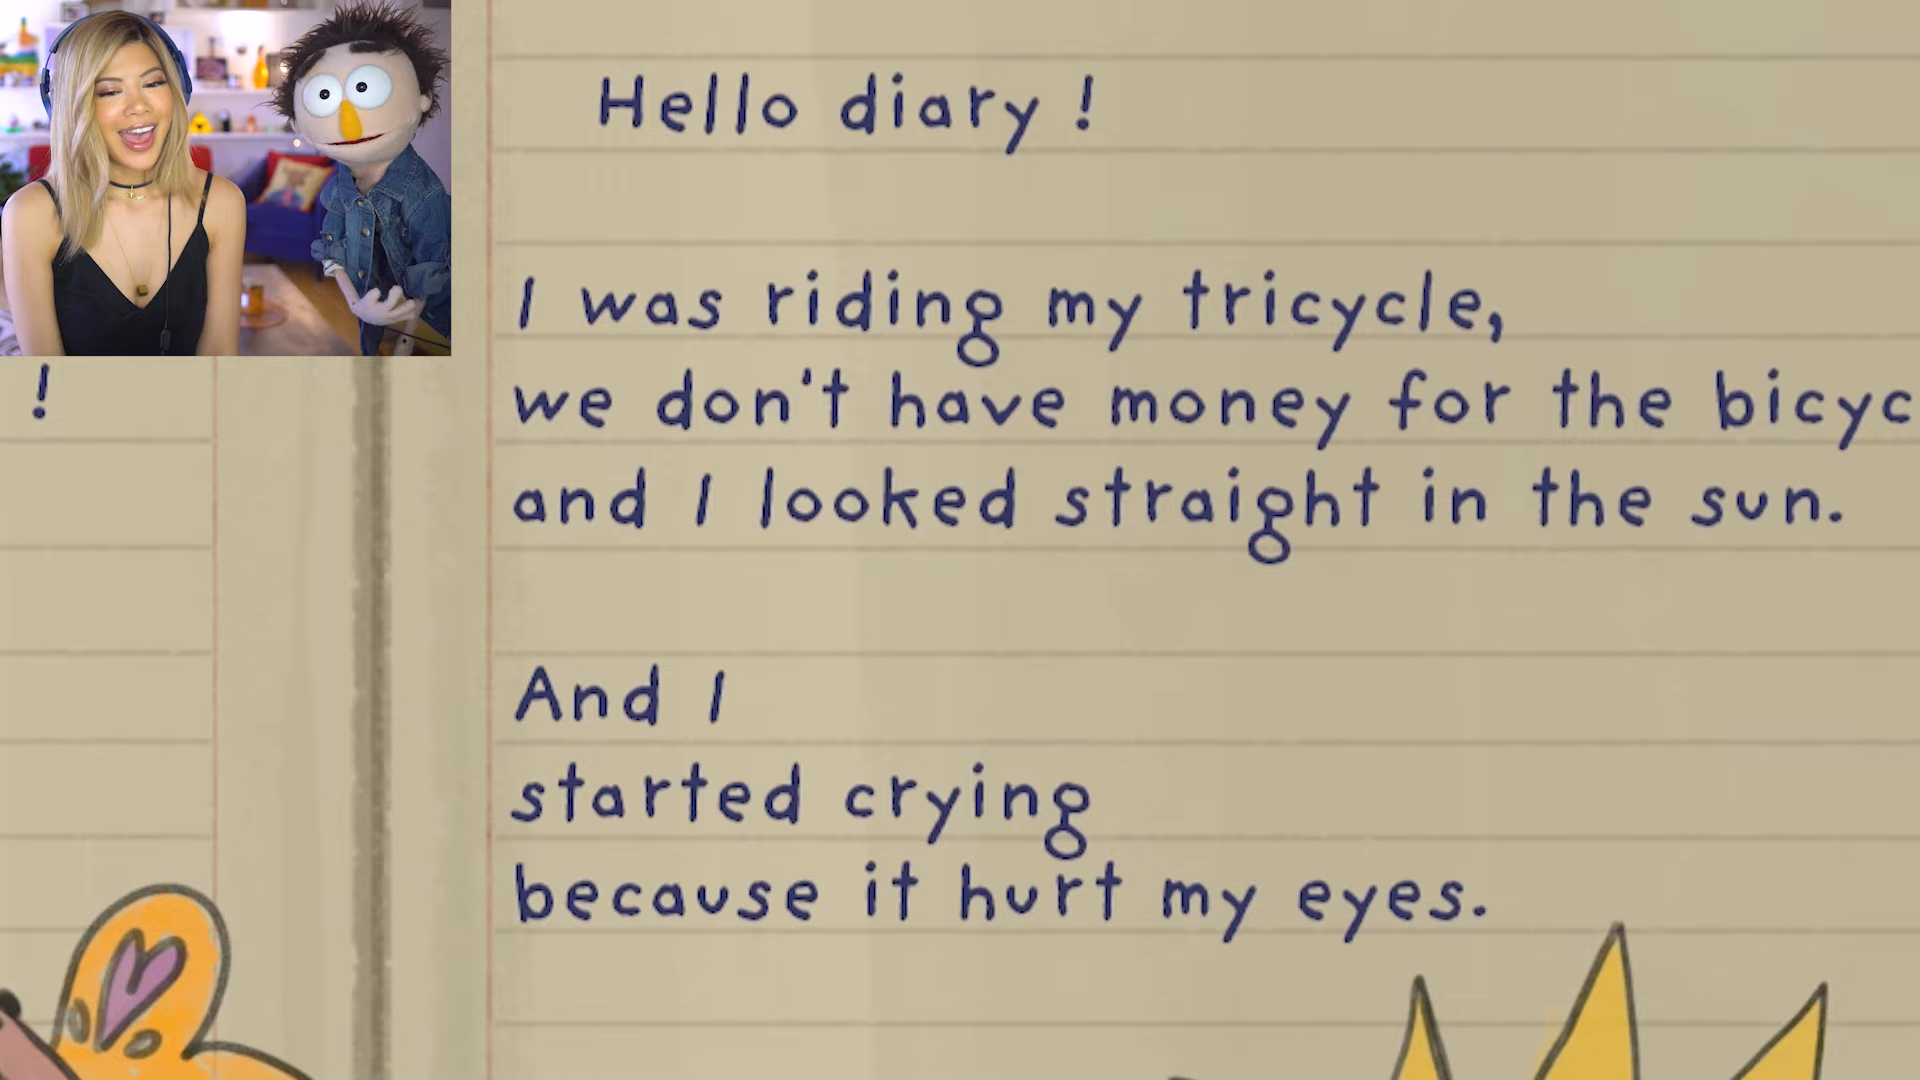 Hello diary !
I was riding my tricycle,
we don't have money for the bicyc
and I looked straight in the sun.
And I
started crying
because it hurt my eyes.
!